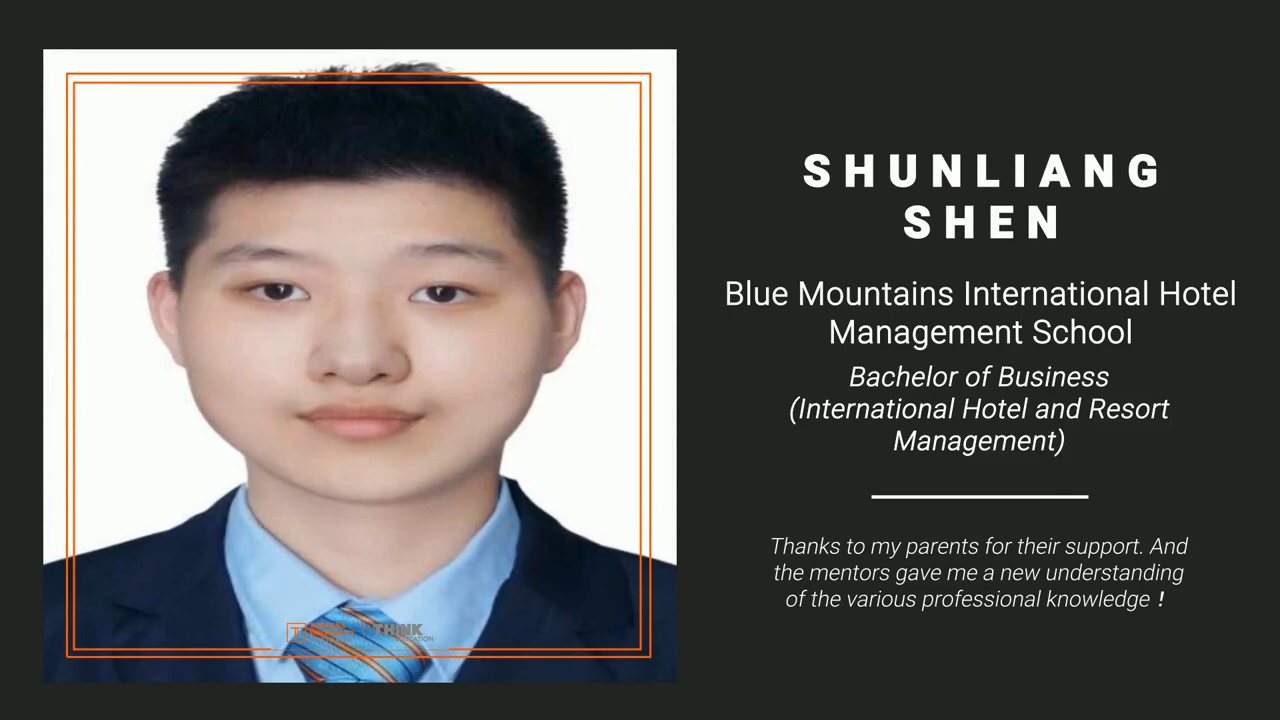 SHUNLIANG
SHEN
Blue Mountains International Hotel
Management School
Bachelor of Business
(International Hotel and Resort
Management)
Thanks to my parents for their support. And
the mentors gave me a new understanding
of the various professional knowledge！
THINK